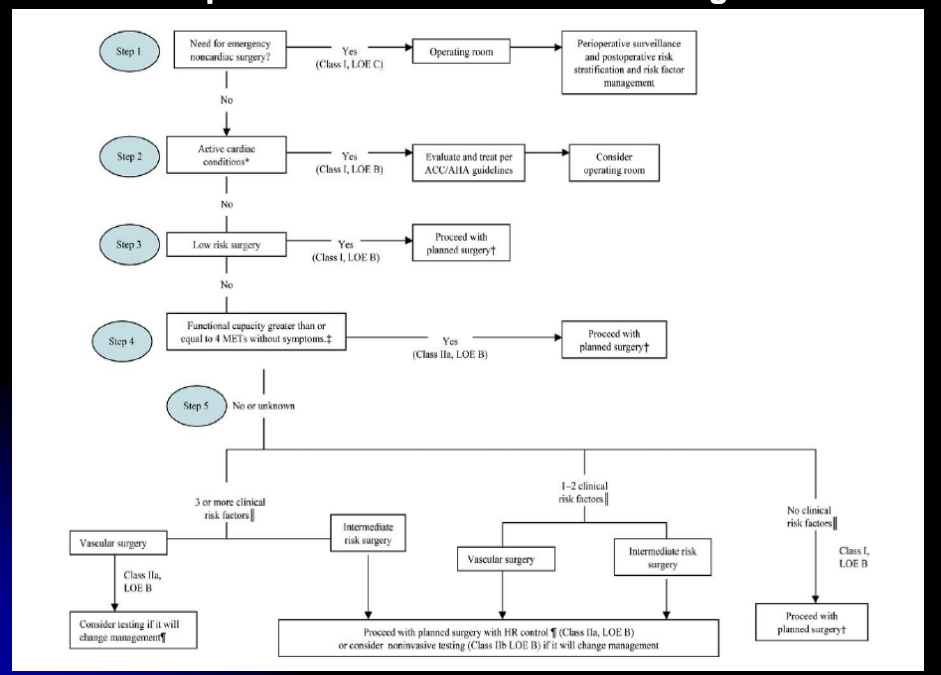 Step 1
Need for emergency
noncardiac surgery?
Yes
(Class I, LOE C)
Operating room
Perioperative surveillance
and postoperative risk
stratification and risk factor
management
No
Step 2
Active cardiac
conditions*
Yes
(Class I, LOE B)
Evaluate and treat per
ACC/AHA guidelines
Consider
operating room
No
Step 3
Low risk surgery
Yes
(Class I, LOE B)
Proceed with
planned surgery†
No
Step 4
Functional capacity greater than or
equal to 4 METs without symptoms.‡
Yes
(Class IIa, LOE B)
Proceed with
planned surgery†
Step 5
No or unknown
3 or more clinical
risk factors‖
1–2 clinical
risk factors‖
No clinical
risk factors‖
Class I,
LOE B
Vascular surgery
Intermediate
risk surgery
Vascular surgery
Intermediate risk
surgery
Class IIa,
LOE B
Consider testing if it will
change management¶
Proceed with planned surgery with HR control ¶ (Class IIa, LOE B)
or consider noninvasive testing (Class IIb LOE B) if it will change management
Proceed with
planned surgery†